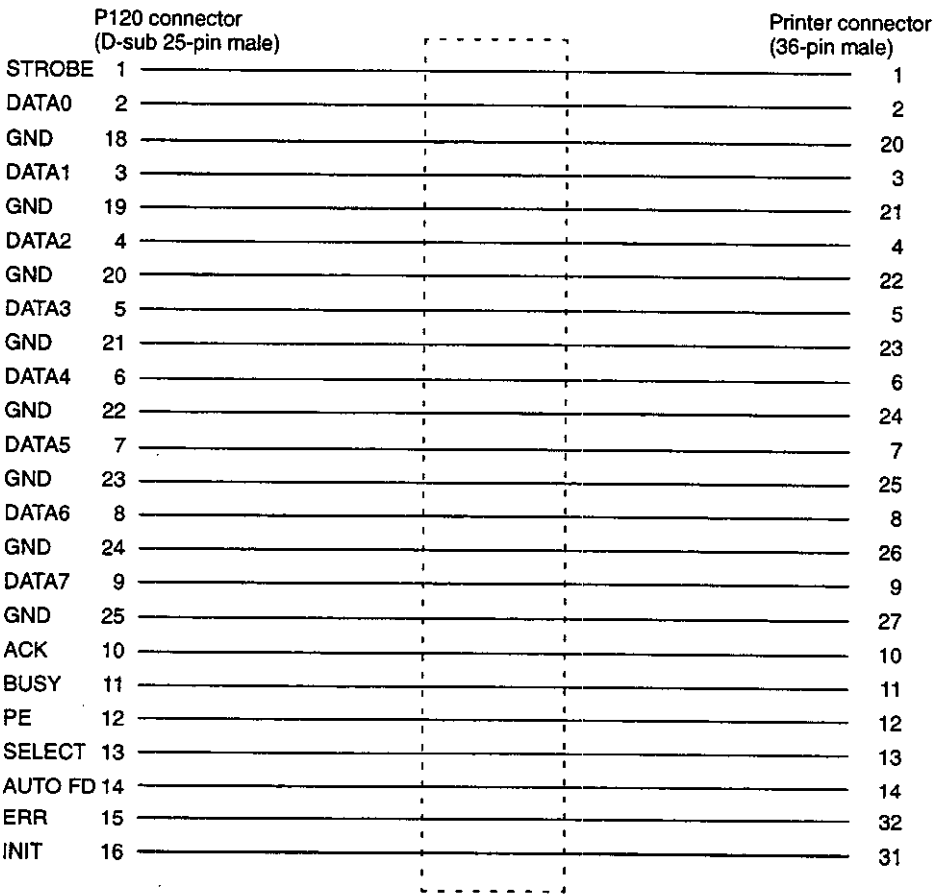 P120 connector
(D-sub 25-pin male)
Printer connector
(36-pin male)
STROBE 1 1
DATA0 2 2
GND 18 20
DATA1 3 3
GND 19 21
DATA2 4 4
GND 20 22
DATA3 5 5
GND 21 23
DATA4 6 6
GND 22 24
DATA5 7 7
GND 23 25
DATA6 8 8
GND 24 26
DATA7 9 9
GND 25 27
ACK 10 10
BUSY 11 11
PE 12 12
SELECT 13 13
AUTO FD 14 14
ERR 15 32
INIT 16 31